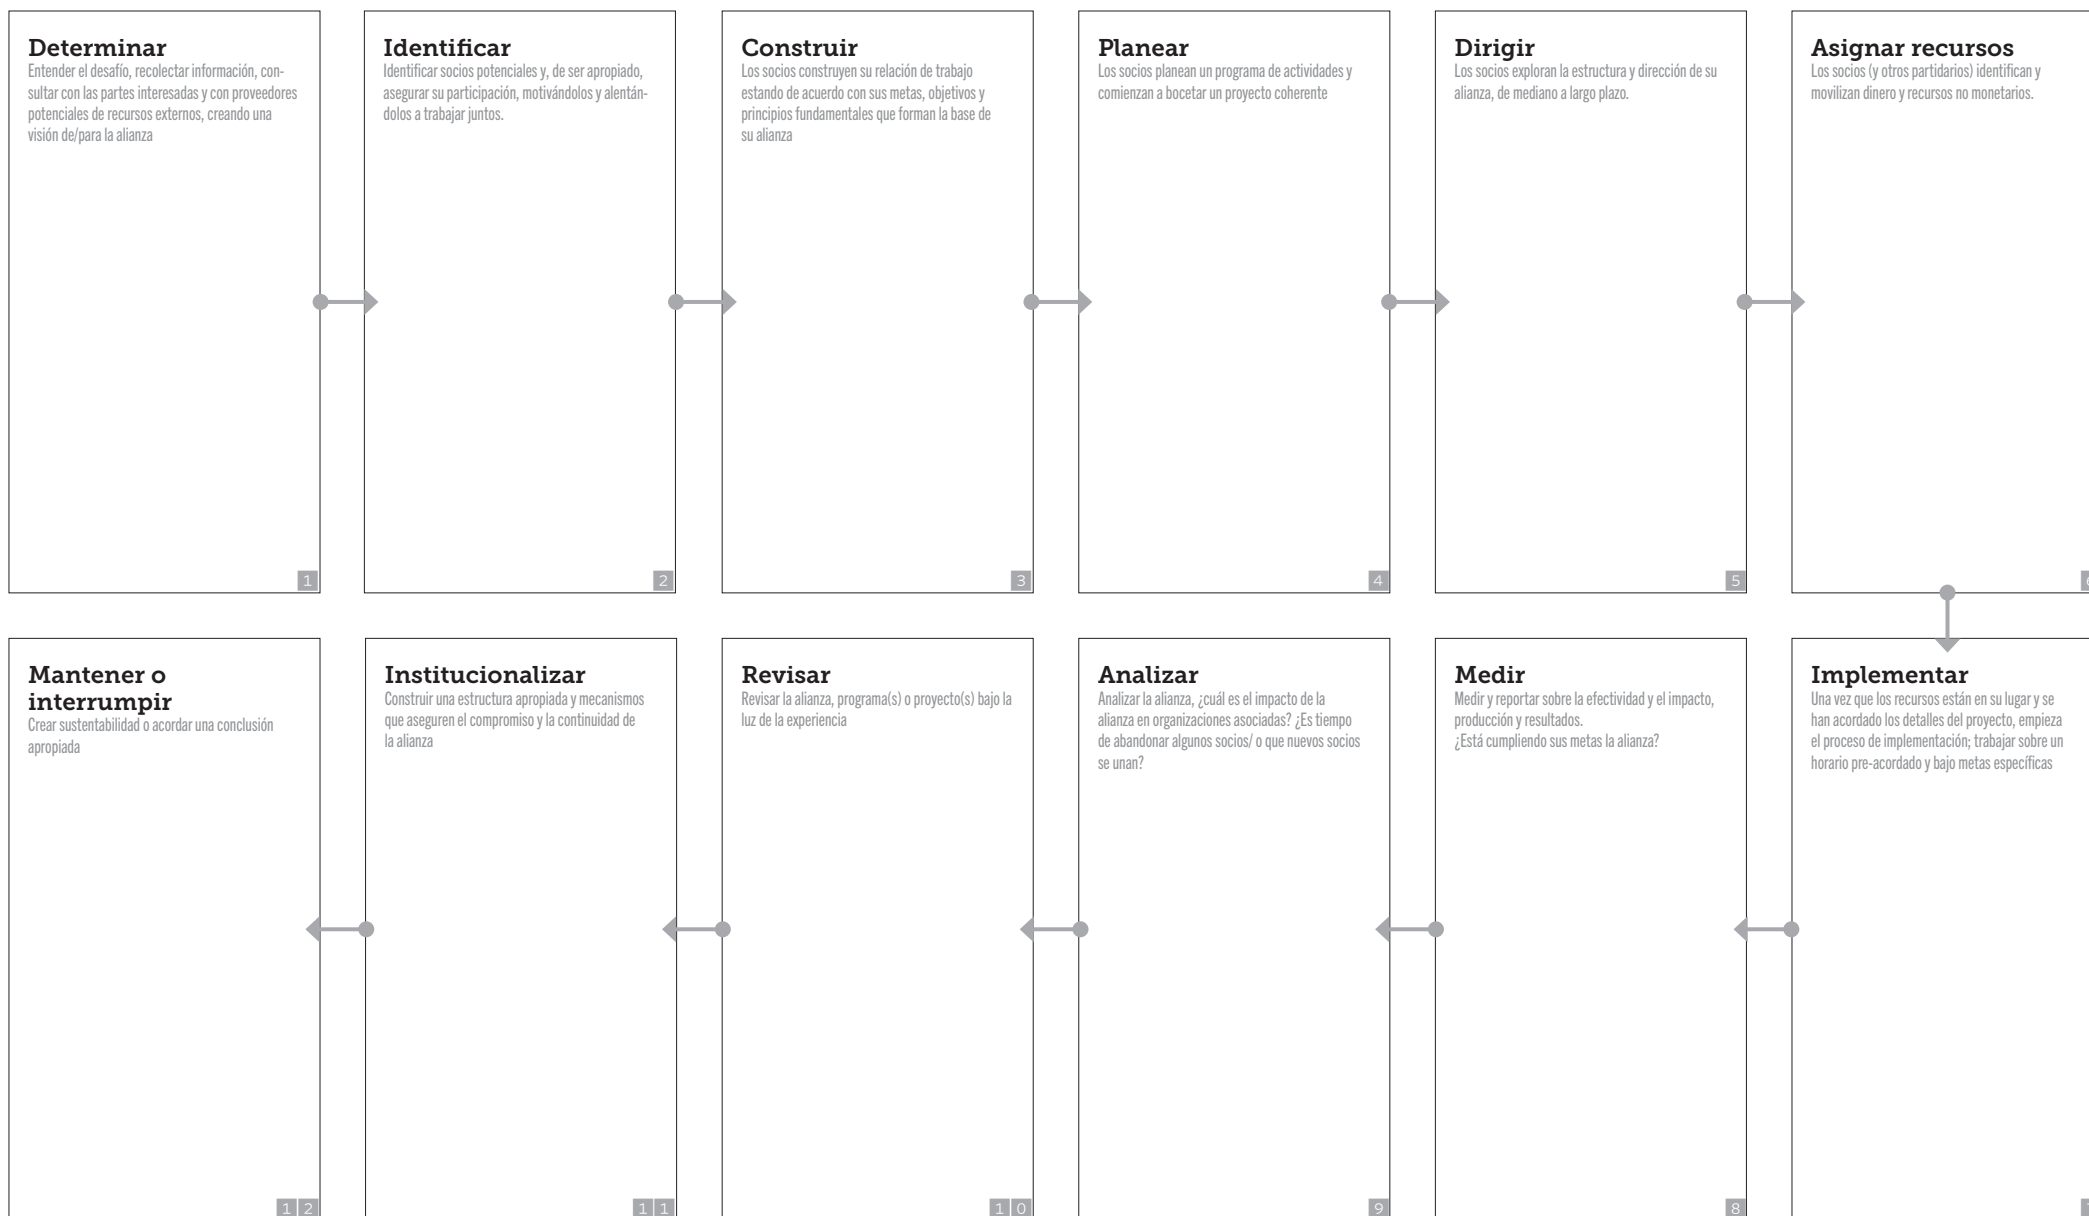 Determinar
Entender el desafío, recolectar información, con-
sultar con las partes interesadas y con proveedores
potenciales de recursos externos, creando una
visión de/para la alianza
1
Identificar
Identificar socios potenciales y, de ser apropiado,
asegurar su participación, motivándolos y alentán-
dolos a trabajar juntos.
2
Construir
Los socios construyen su relación de trabajo
estando de acuerdo con sus metas, objetivos y
principios fundamentales que forman la base de
su alianza
3
Planear
Los socios planean un programa de actividades y
comienzan a bocetar un proyecto coherente
4
Dirigir
Los socios exploran la estructura y dirección de su
alianza, de mediano a largo plazo.
5
Asignar recursos
Los socios (y otros partidarios) identifican y
movilizan dinero y recursos no monetarios.
Implementar
Una vez que los recursos están en su lugar y se
han acordado los detalles del proyecto, empieza
el proceso de implementación; trabajar sobre un
horario pre-acordado y bajo metas específicas
Medir
Medir y reportar sobre la efectividad y el impacto,
producción y resultados.
¿Está cumpliendo sus metas la alianza?
8
Analizar
Analizar la alianza, ¿cuál es el impacto de la
alianza en organizaciones asociadas? ¿Es tiempo
de abandonar algunos socios/ o que nuevos socios
se unan?
9
Revisar
Revisar la alianza, programa(s) o proyecto(s) bajo la
luz de la experiencia
10
Institucionalizar
Construir una estructura apropiada y mecanismos
que aseguren el compromiso y la continuidad de
la alianza
11
Mantener o
interrumpir
Crear sustentabilidad o acordar una conclusión
apropiada
12